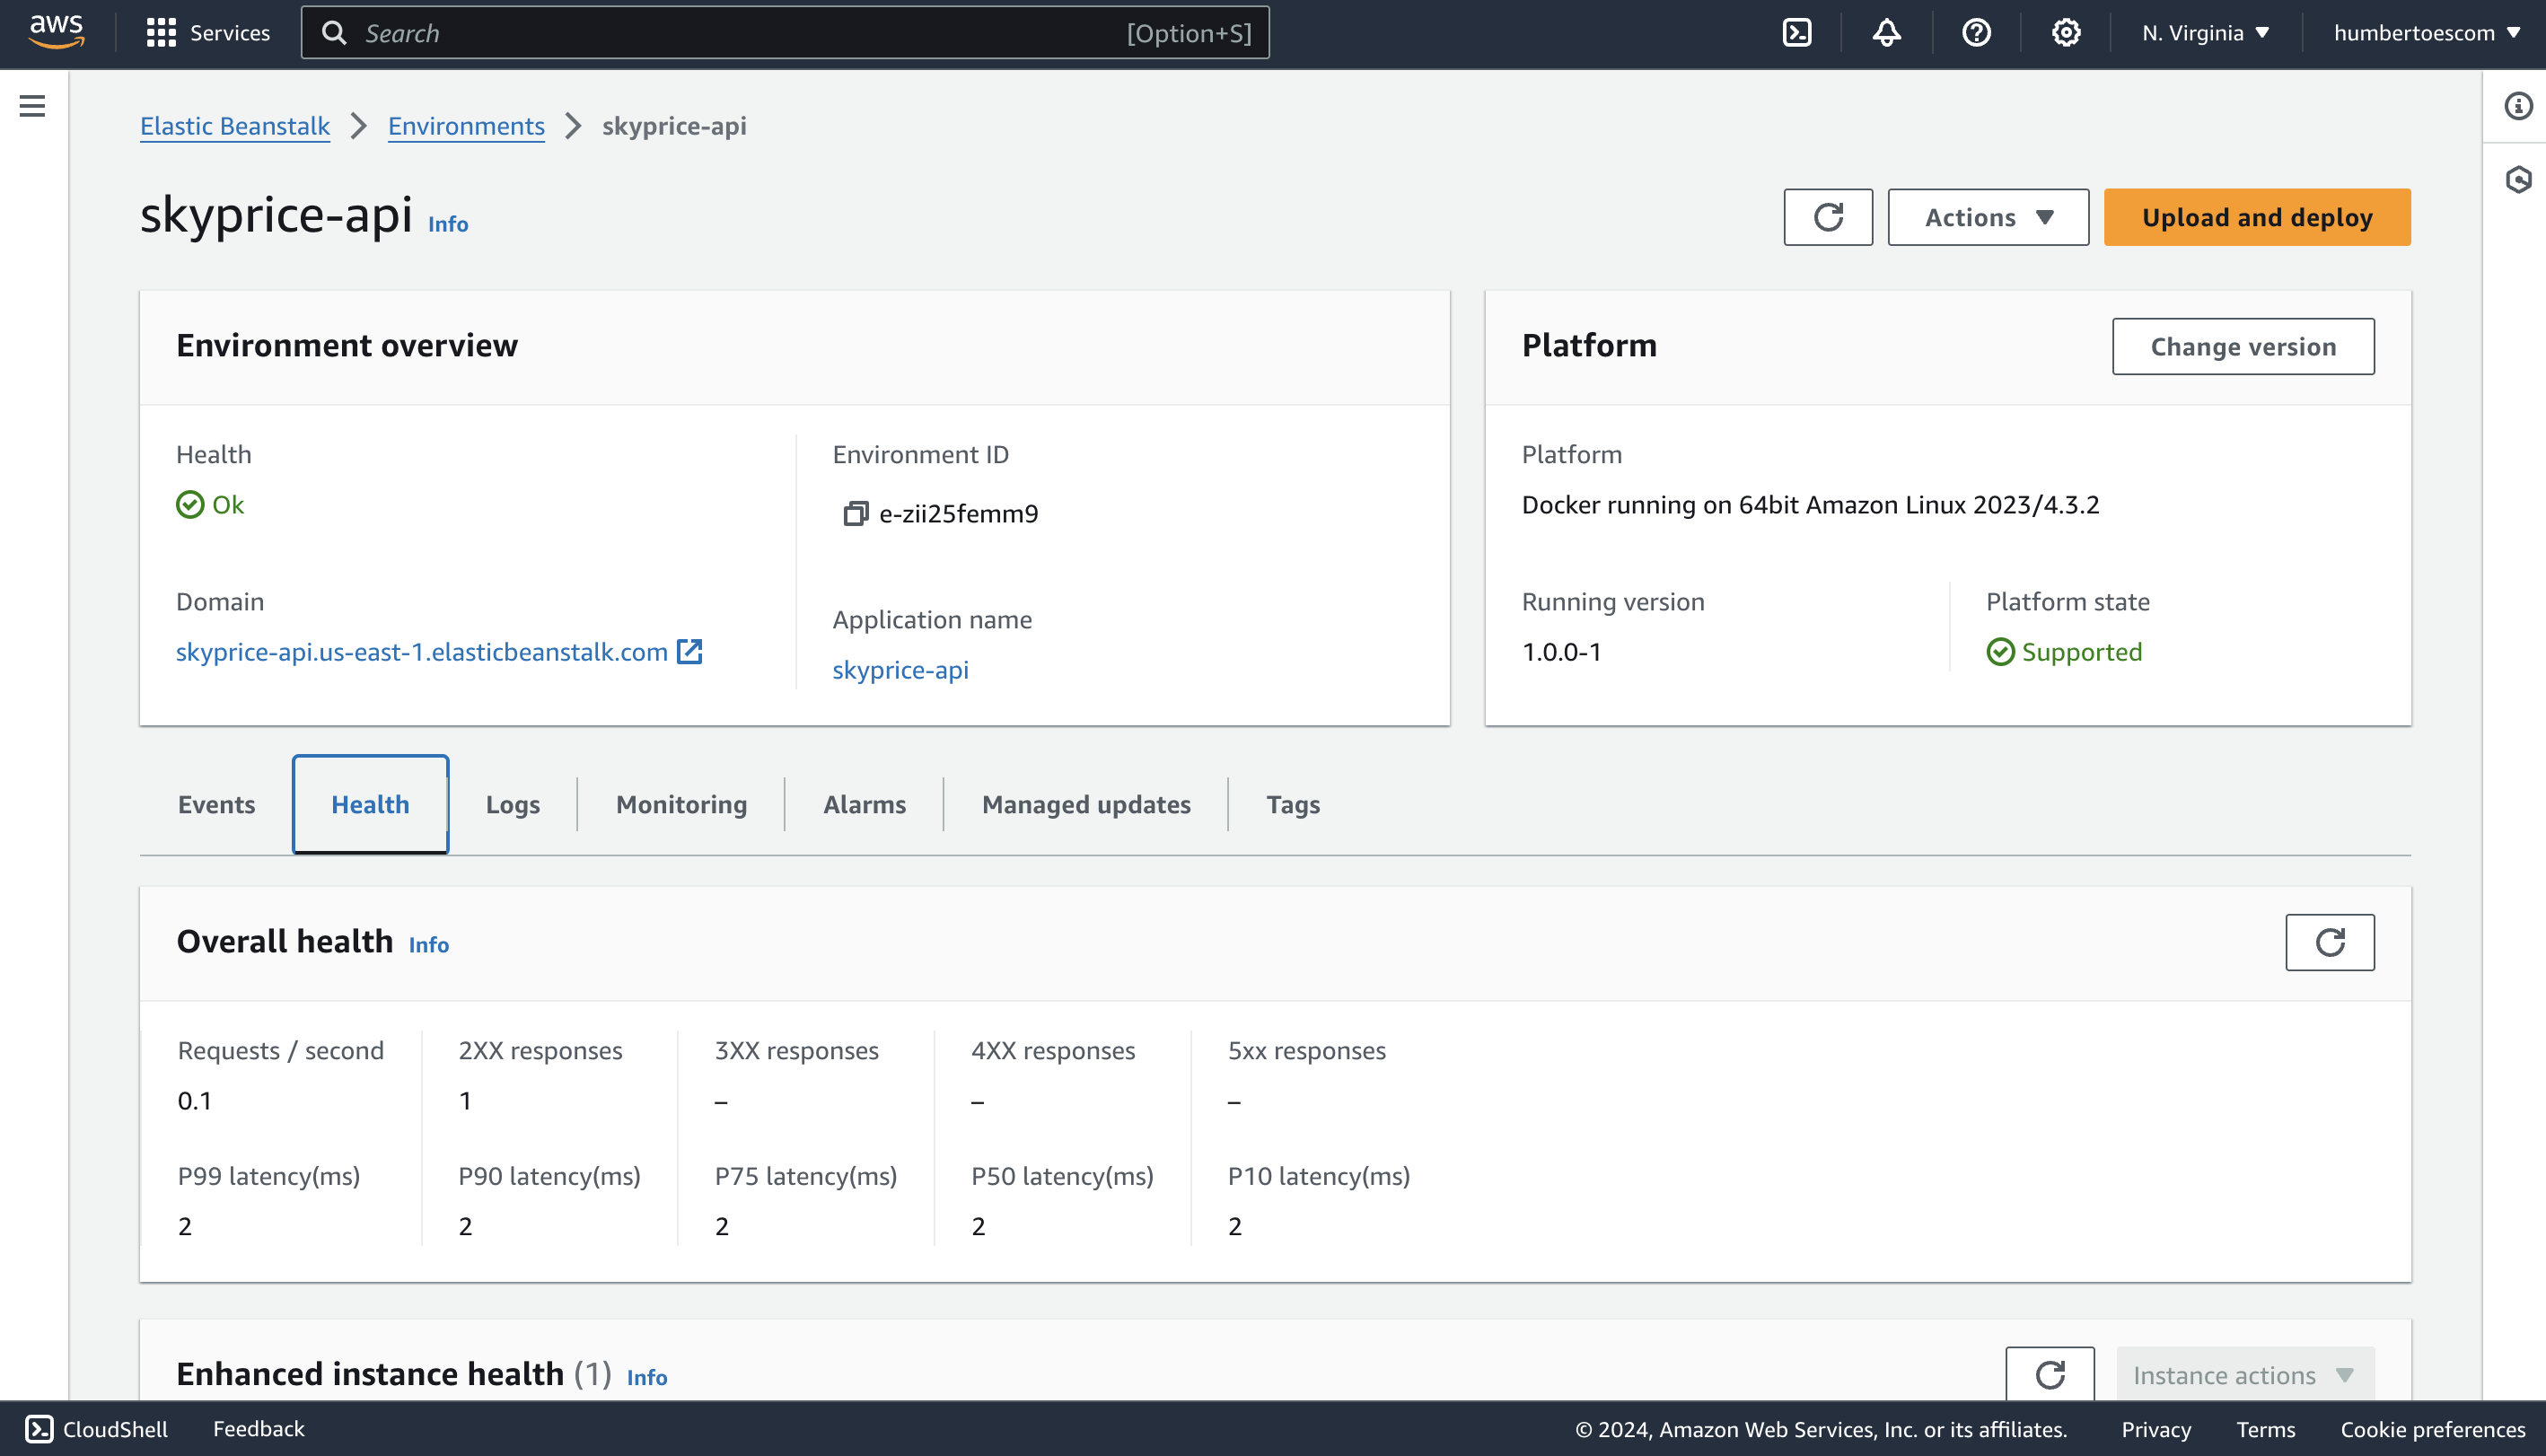 aws
Services
Search [Option+S]
N. Virginia
humbertoescom
Elastic Beanstalk
Environments
skyprice-api
skyprice-api Info
Actions
Upload and deploy
Environment overview
Health
Ok
Environment ID
e-zii25femm9
Domain
skyprice-api.us-east-1.elasticbeanstalk.com
Application name
skyprice-api
Platform
Change version
Platform
Docker running on 64bit Amazon Linux 2023/4.3.2
Running version
1.0.0-1
Platform state
Supported
Events
Health
Logs
Monitoring
Alarms
Managed updates
Tags
Overall health Info
Requests / second
0.1
2XX responses
1
3XX responses
–
4XX responses
–
5xx responses
–
P99 latency(ms)
2
P90 latency(ms)
2
P75 latency(ms)
2
P50 latency(ms)
2
P10 latency(ms)
2
Enhanced instance health (1) Info
Instance actions
CloudShell
Feedback
© 2024, Amazon Web Services, Inc. or its affiliates.
Privacy
Terms
Cookie preferences